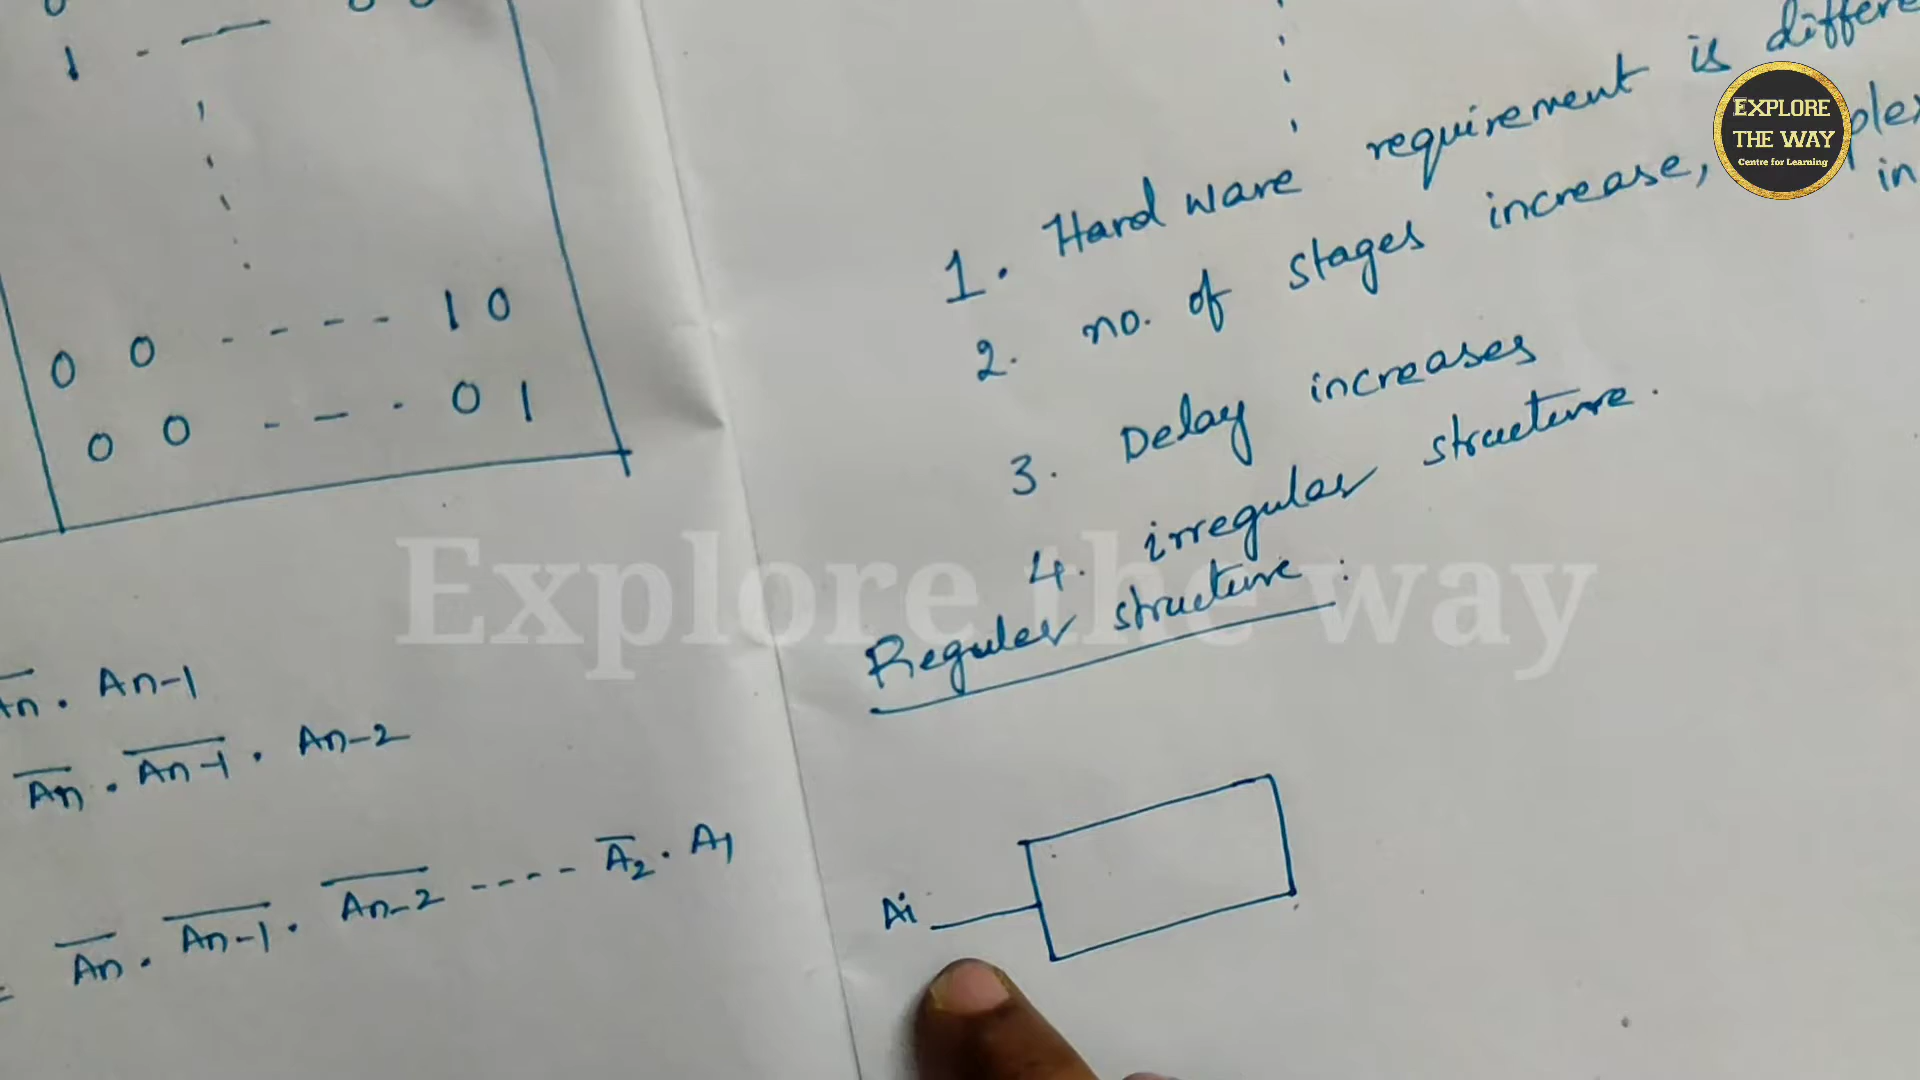 1 . —
0 0 - - - - - 1 0
0 0 - — . 0 1
An . An-1
An . An-1 . An-2
= An . An-1 . An-2 - - - - A2 . A1
1. Hard ware requirement is
2. no. of stages increase, in
3. Delay increases
4. irregular structure.
Regular structure :
Ai
EXPLORE
THE WAY
Centre for Learning
Explore the way